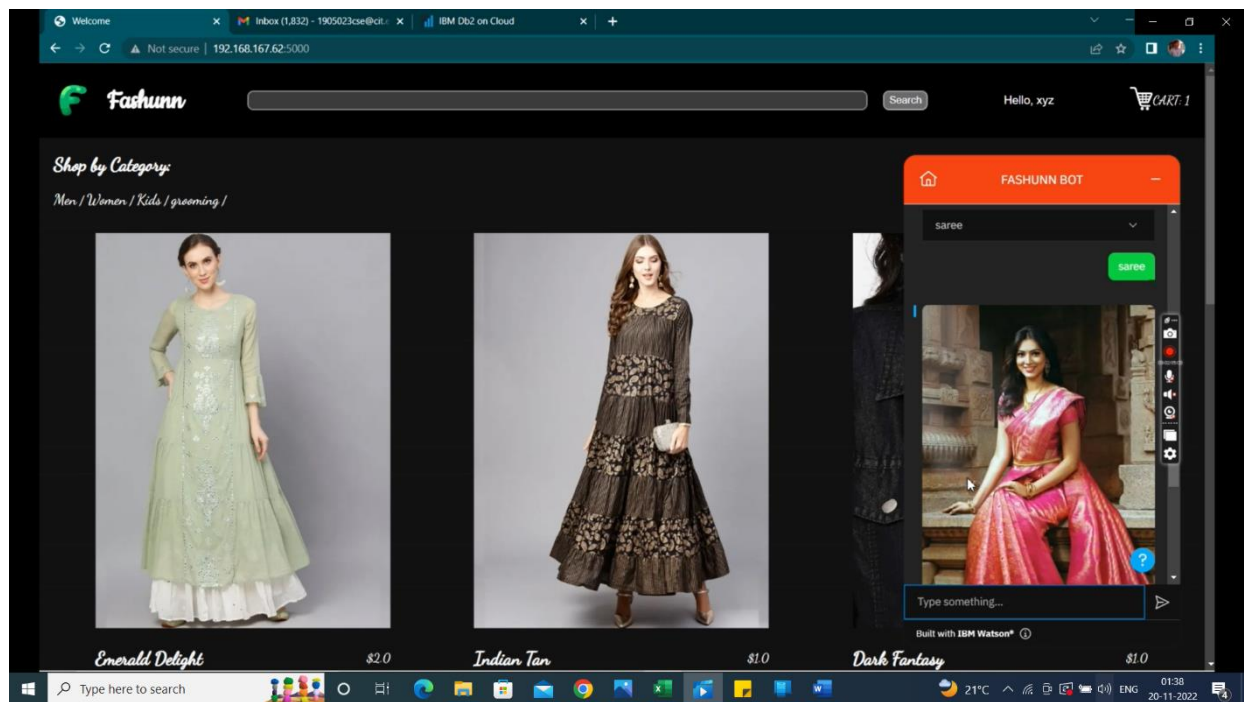 Welcome
Inbox (1,832) - 1905023cse@cit.
IBM Db2 on Cloud
Not secure | 192.168.167.62:5000
Fashunn
Search
Hello, xyz
CART: 1
Shop by Category:
Men / Women / Kids / grooming /
FASHUNN BOT
saree
saree
?
Type something...
Built with IBM Watson®
Emerald Delight $2.0
Indian Tan $1.0
Dark Fantasy $1.0
Type here to search
21°C
ENG
01:38
20-11-2022
4